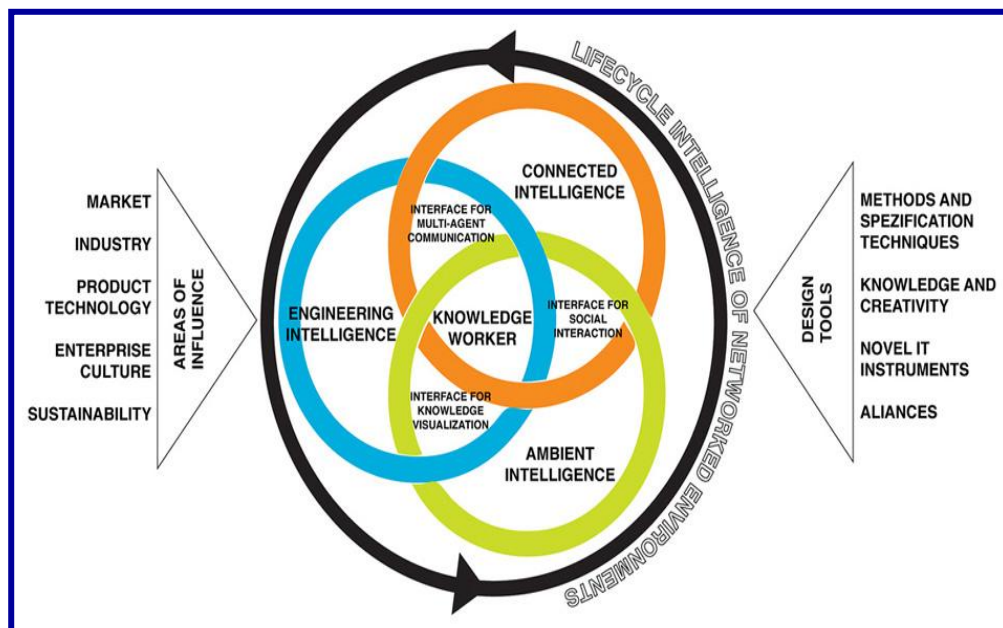 MARKET
INDUSTRY
PRODUCT
TECHNOLOGY
ENTERPRISE
CULTURE
SUSTAINABILITY
AREAS OF
INFLUENCE
LIFECYCLE INTELLIGENCE OF NETWORKED ENVIRONMENTS
CONNECTED
INTELLIGENCE
INTERFACE FOR
MULTI-AGENT
COMMUNICATION
ENGINEERING
INTELLIGENCE
KNOWLEDGE
WORKER
INTERFACE FOR
SOCIAL
INTERACTION
INTERFACE FOR
KNOWLEDGE
VISUALIZATION
AMBIENT
INTELLIGENCE
DESIGN
TOOLS
METHODS AND
SPEZIFICATION
TECHNIQUES
KNOWLEDGE AND
CREATIVITY
NOVEL IT
INSTRUMENTS
ALIANCES